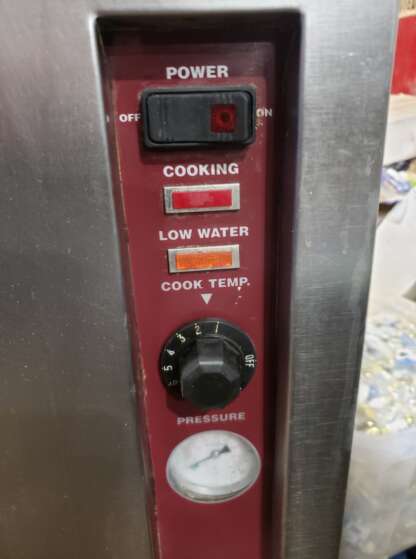 POWER
OFF ON
COOKING
LOW WATER
COOK TEMP.
5 4 3 2 1 OFF
PRESSURE